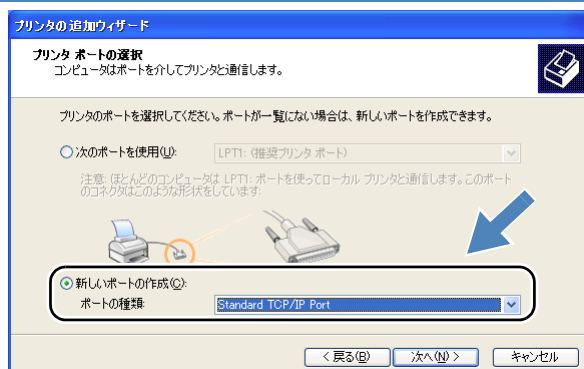 プリンタの追加ウィザード
プリンタ ポートの選択
コンピュータはポートを介してプリンタと通信します。
プリンタのポートを選択してください。ポートが一覧にない場合は、新しいポートを作成できます。
次のポートを使用(U):
LPT1: (推奨プリンタ ポート)
注意: ほとんどのコンピュータは LPT1: ポートを使ってローカル プリンタと通信します。このポート
のコネクタはこのような形状をしています:
新しいポートの作成(C):
ポートの種類:
Standard TCP/IP Port
< 戻る(B)
次へ(N) >
キャンセル